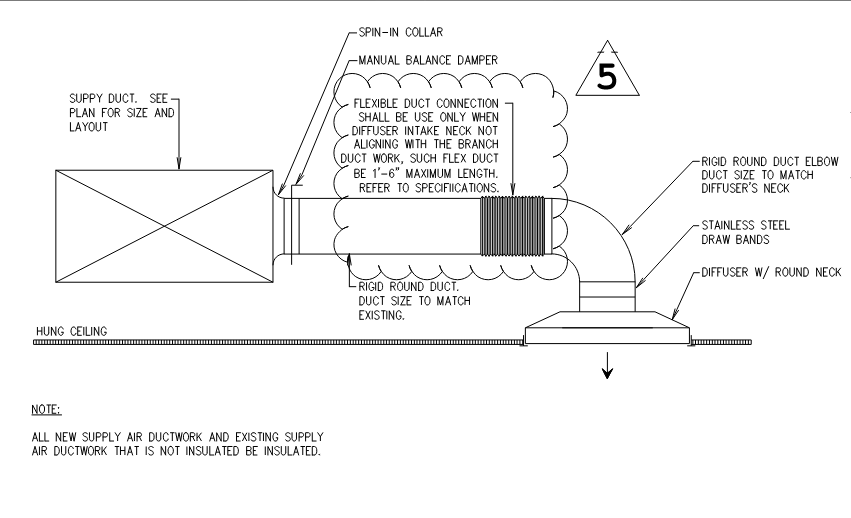 SPIN-IN COLLAR
MANUAL BALANCE DAMPER
5
SUPPY DUCT. SEE
PLAN FOR SIZE AND
LAYOUT
FLEXIBLE DUCT CONNECTION
SHALL BE USE ONLY WHEN
DIFFUSER INTAKE NECK NOT
ALIGNING WITH THE BRANCH
DUCT WORK, SUCH FLEX DUCT
BE 1'-6" MAXIMUM LENGTH.
REFER TO SPECIFIICATIONS.
RIGID ROUND DUCT ELBOW
DUCT SIZE TO MATCH
DIFFUSER'S NECK
STAINLESS STEEL
DRAW BANDS
DIFFUSER W/ ROUND NECK
RIGID ROUND DUCT.
DUCT SIZE TO MATCH
EXISTING.
HUNG CEILING
NOTE:
ALL NEW SUPPLY AIR DUCTWORK AND EXISTING SUPPLY
AIR DUCTWORK THAT IS NOT INSULATED BE INSULATED.